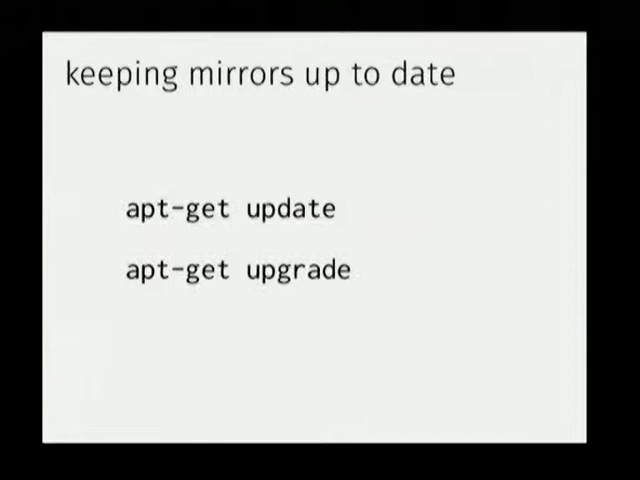 keeping mirrors up to date
apt-get update
apt-get upgrade